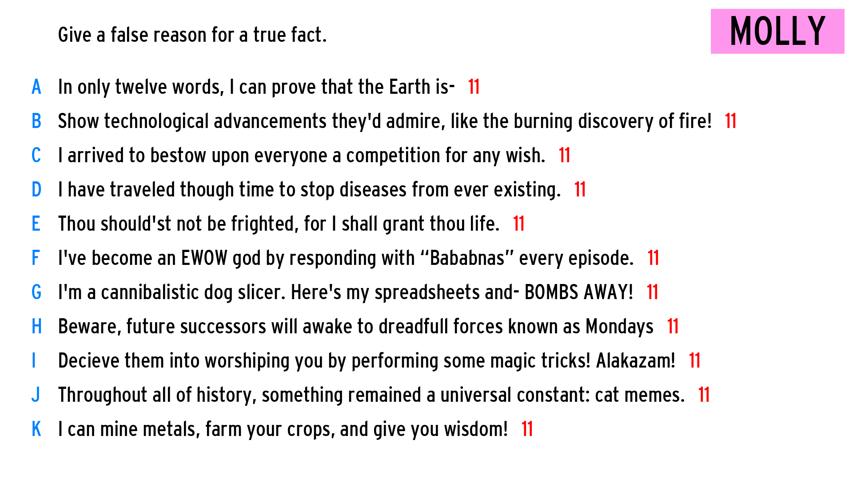 Give a false reason for a true fact.
MOLLY
A In only twelve words, I can prove that the Earth is- 11
B Show technological advancements they'd admire, like the burning discovery of fire! 11
C I arrived to bestow upon everyone a competition for any wish. 11
D I have traveled though time to stop diseases from ever existing. 11
E Thou should'st not be frighted, for I shall grant thou life. 11
F I've become an EWOW god by responding with “Bababnas” every episode. 11
G I'm a cannibalistic dog slicer. Here's my spreadsheets and- BOMBS AWAY! 11
H Beware, future successors will awake to dreadfull forces known as Mondays 11
I Decieve them into worshiping you by performing some magic tricks! Alakazam! 11
J Throughout all of history, something remained a universal constant: cat memes. 11
K I can mine metals, farm your crops, and give you wisdom! 11